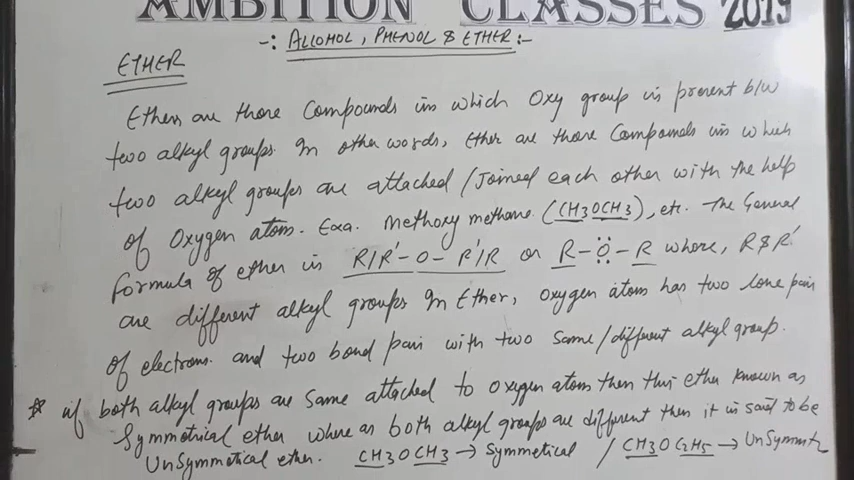 AMBITION CLASSES 2019
-: ALCOHOL, PHENOL & ETHER :-
ETHER
Ethers are those Compounds in which Oxy group is present b/w
two alkyl groups. In other words, Ether are those Compounds in which
two alkyl groups are attached / Joined each other with the help
of Oxygen atom. Exa. Methoxy methane (CH3OCH3), etc. The General
formula of ether is R/R'-O-R'/R or R-Ö-R where, R & R'
are different alkyl groups In Ether, oxygen atom has two lone pair
of electrons and two bond pair with two same/different alkyl group.
* if both alkyl groups are same attached to oxygen atom then this ether known as
Symmetrical ether where as both alkyl groups are different then it is said to be
UnSymmetical ether. CH3OCH3 → Symmetical / CH3OC2H5 → UnSymmetr